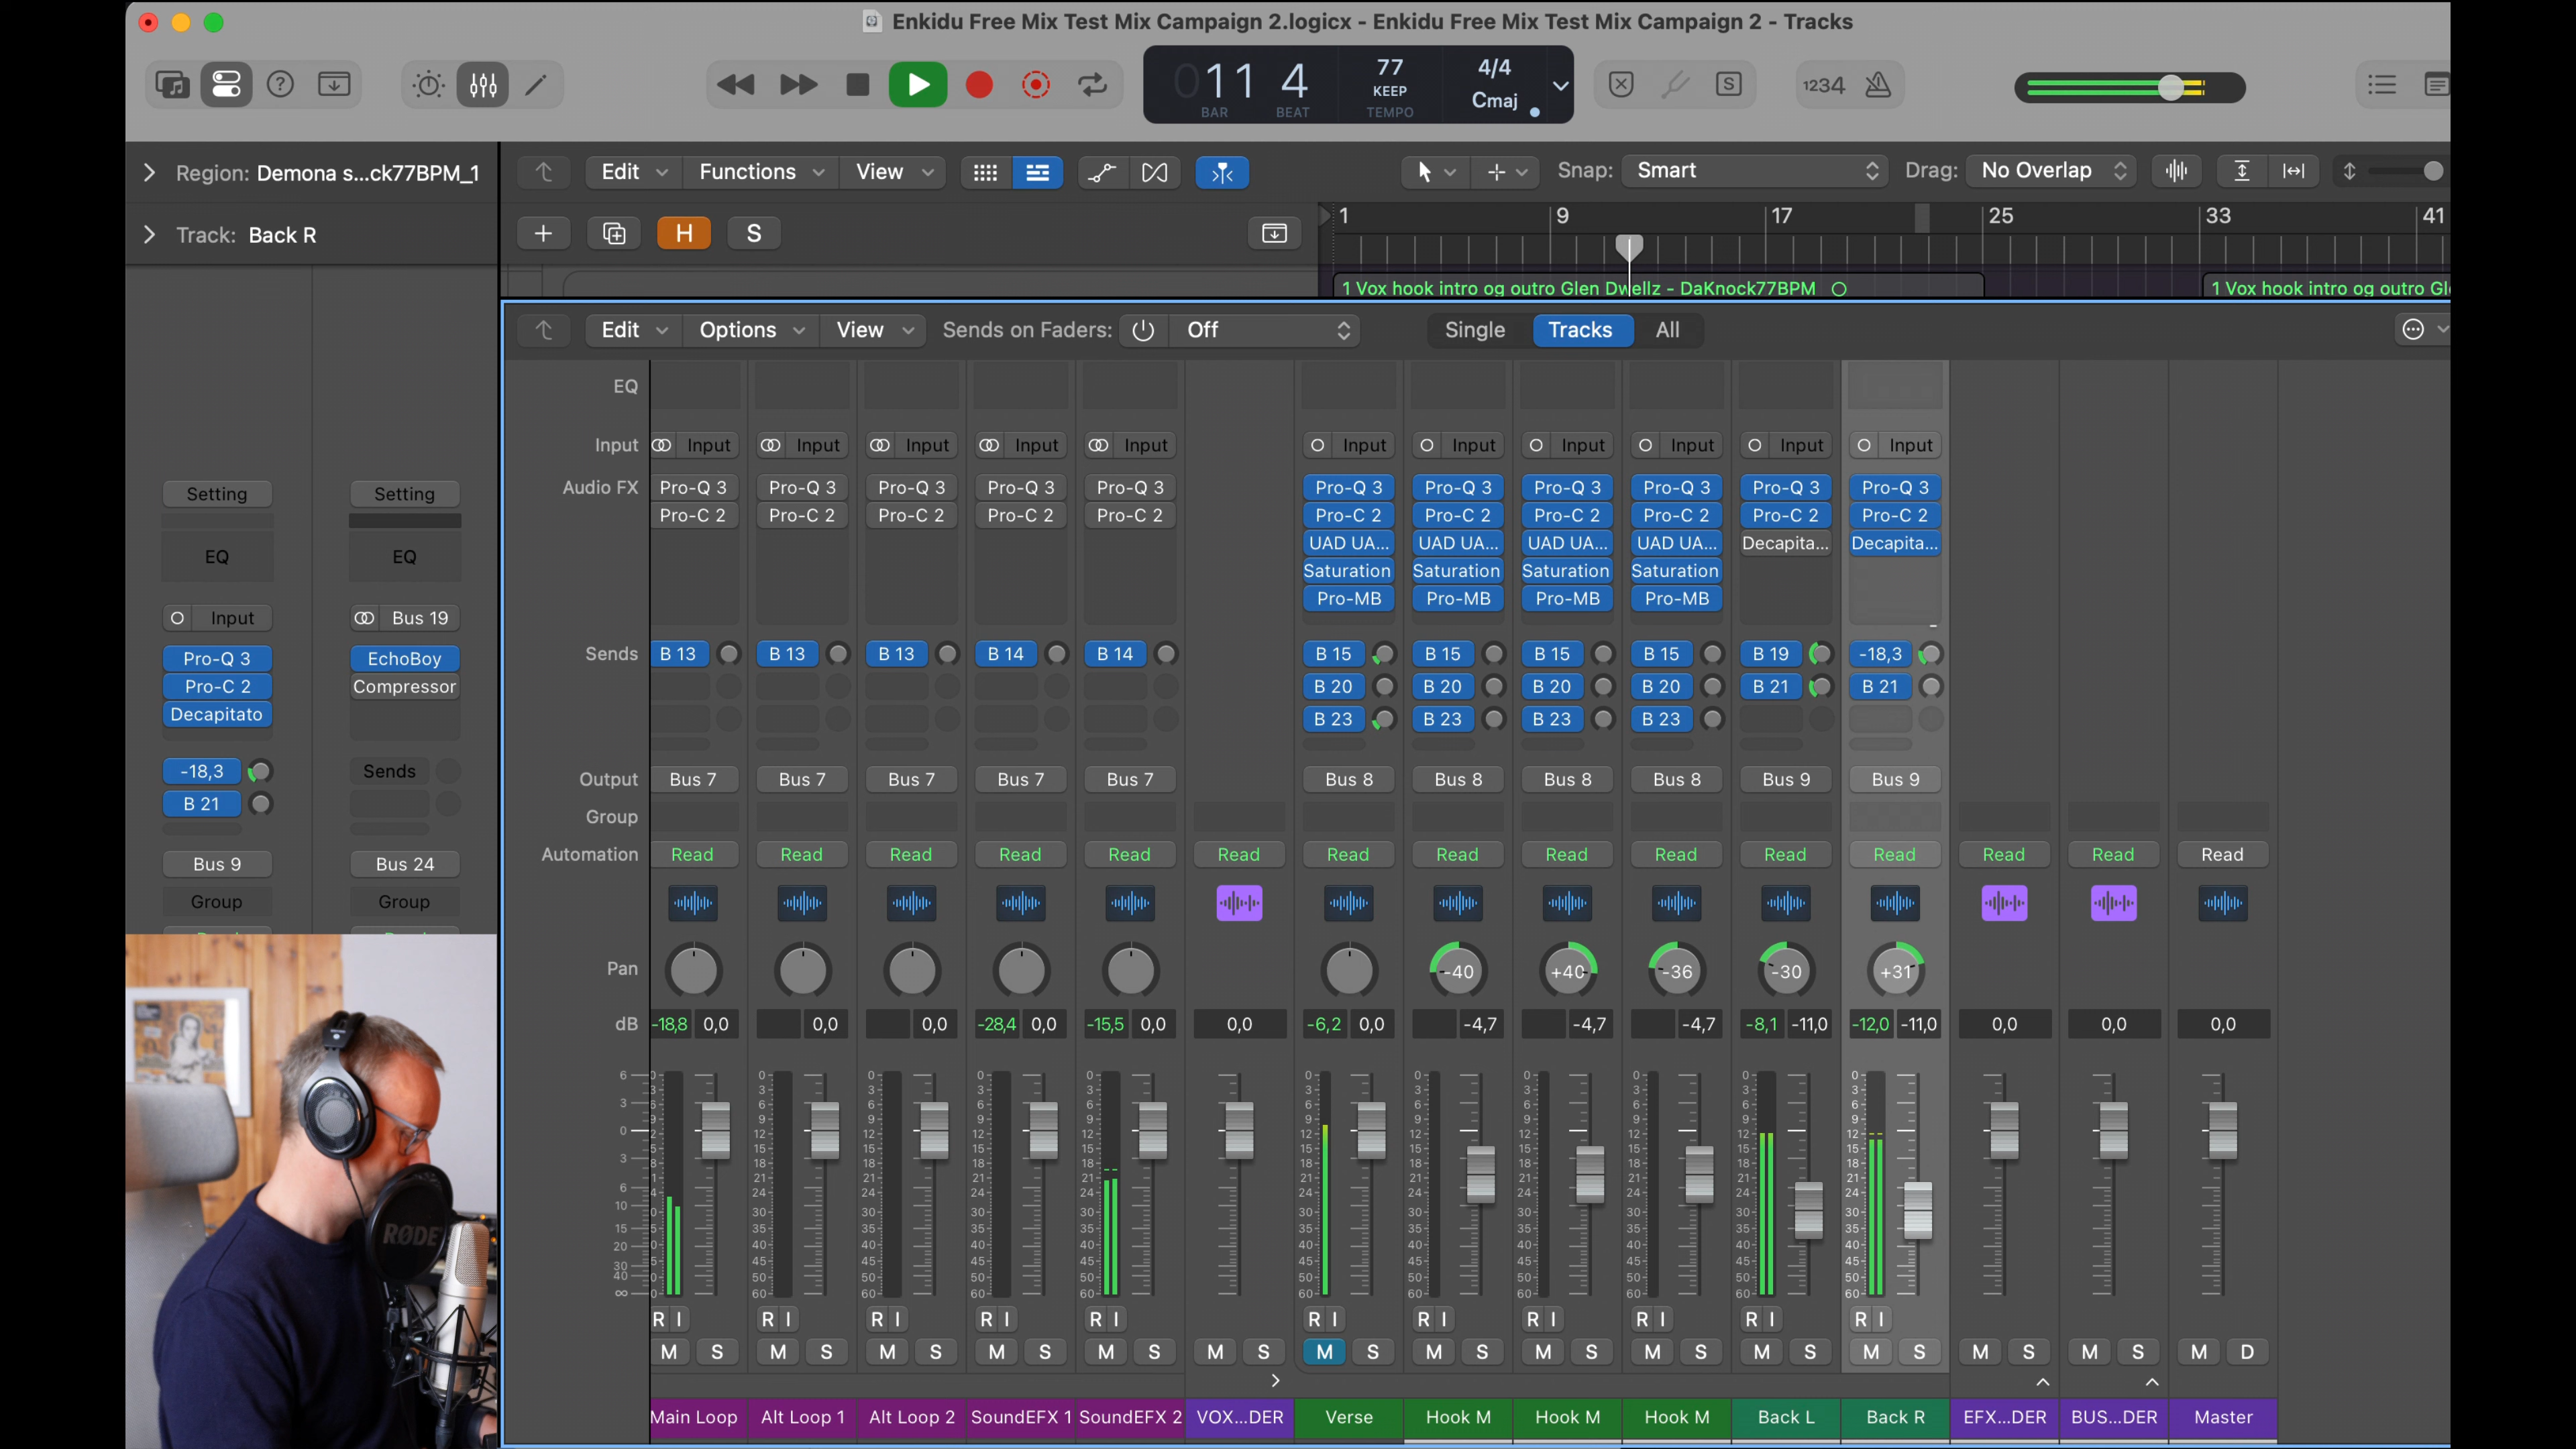 Enkidu Free Mix Test Mix Campaign 2.logicx - Enkidu Free Mix Test Mix Campaign 2 - Tracks
011 4 77 4/4
KEEP Cmaj
BAR BEAT TEMPO
S 1234
Region: Demona s...ck77BPM_1
Edit Functions View Snap: Smart Drag: No Overlap
Track: Back R
H S
1 9 17 25 33 41
1 Vox hook intro og outro Glen Dwellz - DaKnock77BPM
1 Vox hook intro og outro Gl
Edit Options View Sends on Faders: Off Single Tracks All
Setting Setting
EQ EQ
Input Bus 19
Pro-Q 3 EchoBoy
Pro-C 2 Compressor
Decapitato
-18,3 Sends
B 21
Bus 9 Bus 24
Group Group
EQ
Input Input Input Input Input Input Input Input Input Input Input Input
Audio FX Pro-Q 3 Pro-Q 3 Pro-Q 3 Pro-Q 3 Pro-Q 3 Pro-Q 3 Pro-Q 3 Pro-Q 3 Pro-Q 3 Pro-Q 3 Pro-Q 3
Pro-C 2 Pro-C 2 Pro-C 2 Pro-C 2 Pro-C 2 Pro-C 2 Pro-C 2 Pro-C 2 Pro-C 2 Pro-C 2 Pro-C 2
UAD UA... UAD UA... UAD UA... UAD UA... Decapita... Decapita...
Saturation Saturation Saturation Saturation
Pro-MB Pro-MB Pro-MB Pro-MB
Sends B 13 B 13 B 13 B 14 B 14 B 15 B 15 B 15 B 15 B 19 -18,3
B 20 B 20 B 20 B 20 B 21 B 21
B 23 B 23 B 23 B 23
Output Bus 7 Bus 7 Bus 7 Bus 7 Bus 7 Bus 8 Bus 8 Bus 8 Bus 8 Bus 9 Bus 9
Group
Automation Read Read Read Read Read Read Read Read Read Read Read Read Read Read Read
Pan -40 +40 -36 -30 +31
dB -18,8 0,0 0,0 0,0 -28,4 0,0 -15,5 0,0 0,0 -6,2 0,0 -4,7 -4,7 -4,7 -8,1 -11,0 -12,0 -11,0 0,0 0,0 0,0
R I R I R I R I R I R I R I R I R I R I R I
M S M S M S M S M S M S M S M S M S M S M S M S M S M S M D
Main Loop Alt Loop 1 Alt Loop 2 SoundEFX 1 SoundEFX 2 VOX...DER Verse Hook M Hook M Hook M Back L Back R EFX...DER BUS...DER Master
RØDE